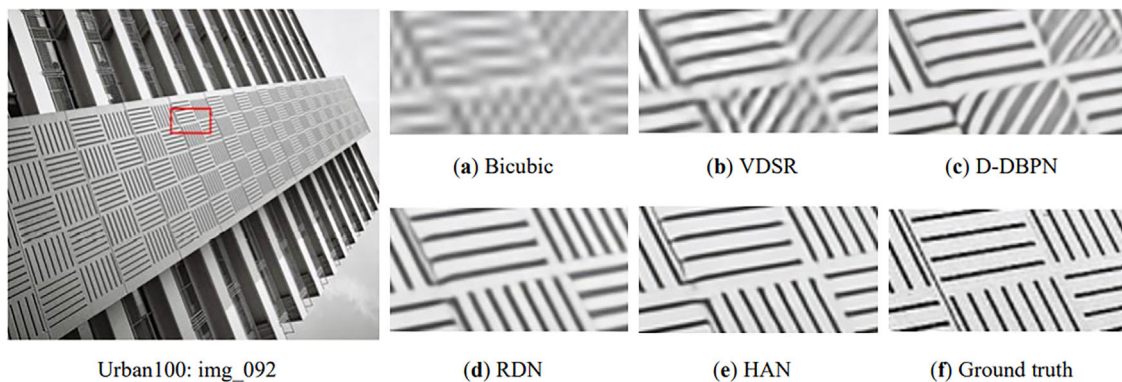 (a) Bicubic
(b) VDSR
(c) D-DBPN
Urban100: img_092
(d) RDN
(e) HAN
(f) Ground truth